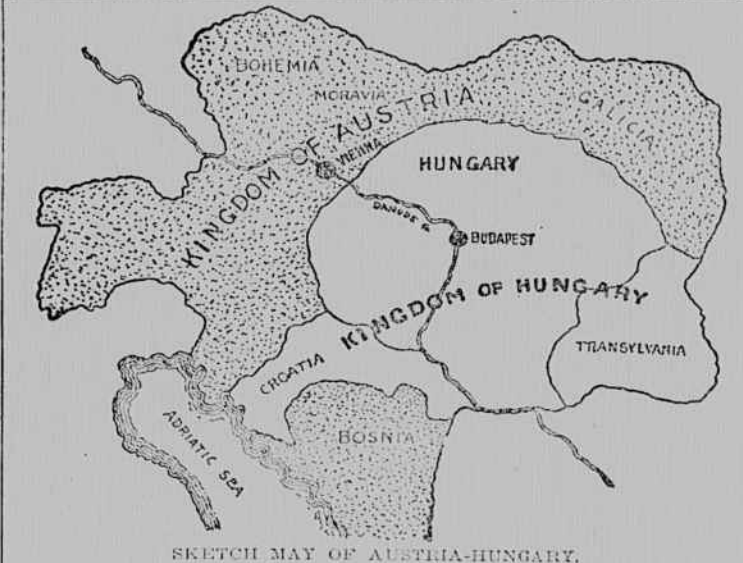 BOHEMIA
MORAVIA
GALICIA
KINGDOM OF AUSTRIA
VIENNA
HUNGARY
DANUBE R.
BUDAPEST
KINGDOM OF HUNGARY
TRANSYLVANIA
CROATIA
BOSNIA
ADRIATIC SEA
SKETCH MAY OF AUSTRIA-HUNGARY.